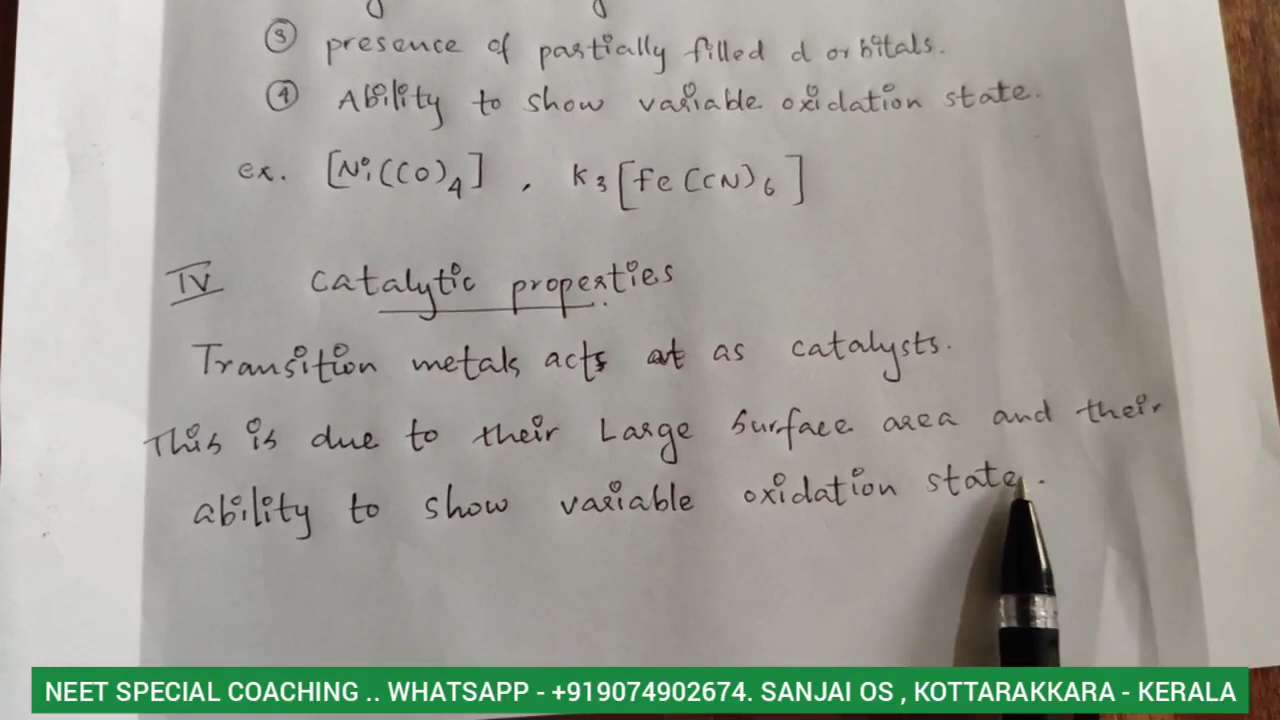 ③ presence of partially filled d orbitals.
④ Ability to show variable oxidation state.
ex. [Ni(CO)4] , K3[Fe(CN)6]
IV Catalytic properties
Transition metals acts as catalysts.
This is due to their Large Surface area and their
ability to show variable oxidation state.
NEET SPECIAL COACHING .. WHATSAPP - +919074902674. SANJAI OS , KOTTARAKKARA - KERALA